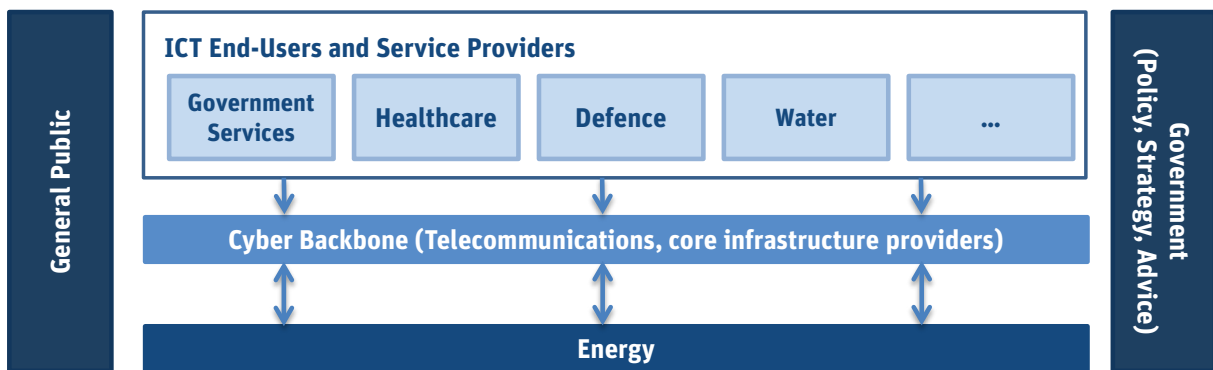 General Public
ICT End-Users and Service Providers
Government
Services
Healthcare
Defence
Water
...
Cyber Backbone (Telecommunications, core infrastructure providers)
Energy
Government
(Policy, Strategy, Advice)